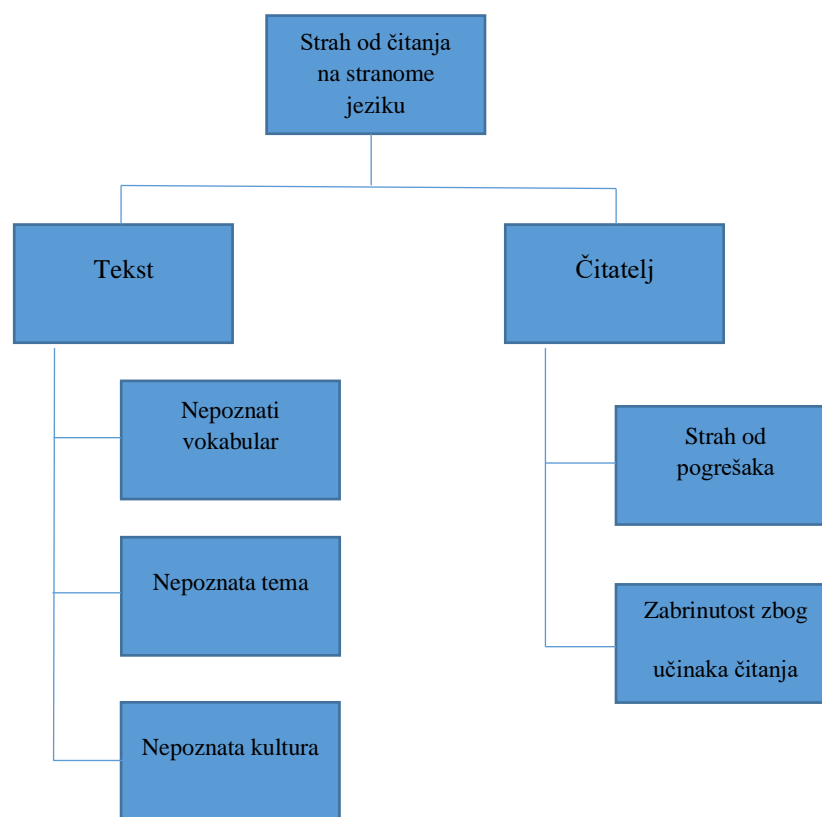 Strah od čitanja
na stranome
jeziku
Tekst
Čitatelj
Nepoznati
vokabular
Strah od
pogrešaka
Nepoznata tema
Zabrinutost zbog
učinaka čitanja
Nepoznata kultura